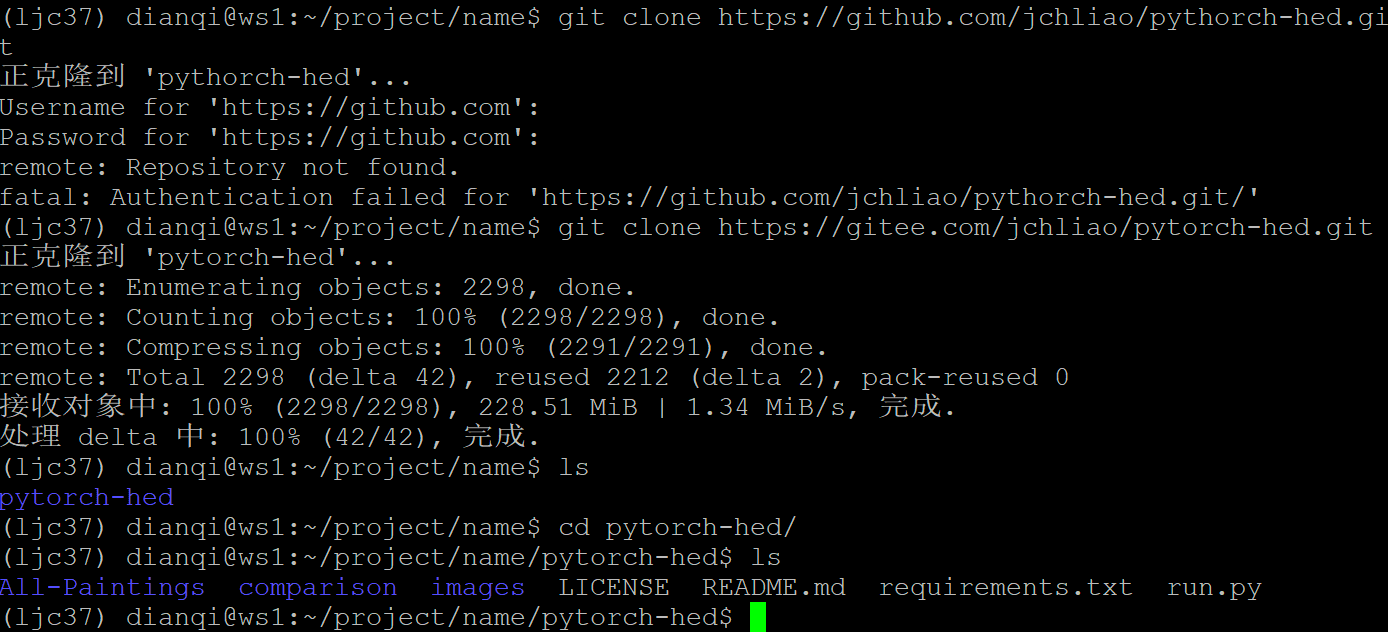 (ljc37) dianqi@ws1:~/project/name$ git clone https://github.com/jchliao/pythorch-hed.gi
t
正克隆到 'pythorch-hed'...
Username for 'https://github.com':
Password for 'https://github.com':
remote: Repository not found.
fatal: Authentication failed for 'https://github.com/jchliao/pythorch-hed.git/'
(ljc37) dianqi@ws1:~/project/name$ git clone https://gitee.com/jchliao/pytorch-hed.git
正克隆到 'pytorch-hed'...
remote: Enumerating objects: 2298, done.
remote: Counting objects: 100% (2298/2298), done.
remote: Compressing objects: 100% (2291/2291), done.
remote: Total 2298 (delta 42), reused 2212 (delta 2), pack-reused 0
接收对象中: 100% (2298/2298), 228.51 MiB | 1.34 MiB/s, 完成.
处理 delta 中: 100% (42/42), 完成.
(ljc37) dianqi@ws1:~/project/name$ ls
pytorch-hed
(ljc37) dianqi@ws1:~/project/name$ cd pytorch-hed/
(ljc37) dianqi@ws1:~/project/name/pytorch-hed$ ls
All-Paintings  comparison  images  LICENSE  README.md  requirements.txt  run.py
(ljc37) dianqi@ws1:~/project/name/pytorch-hed$